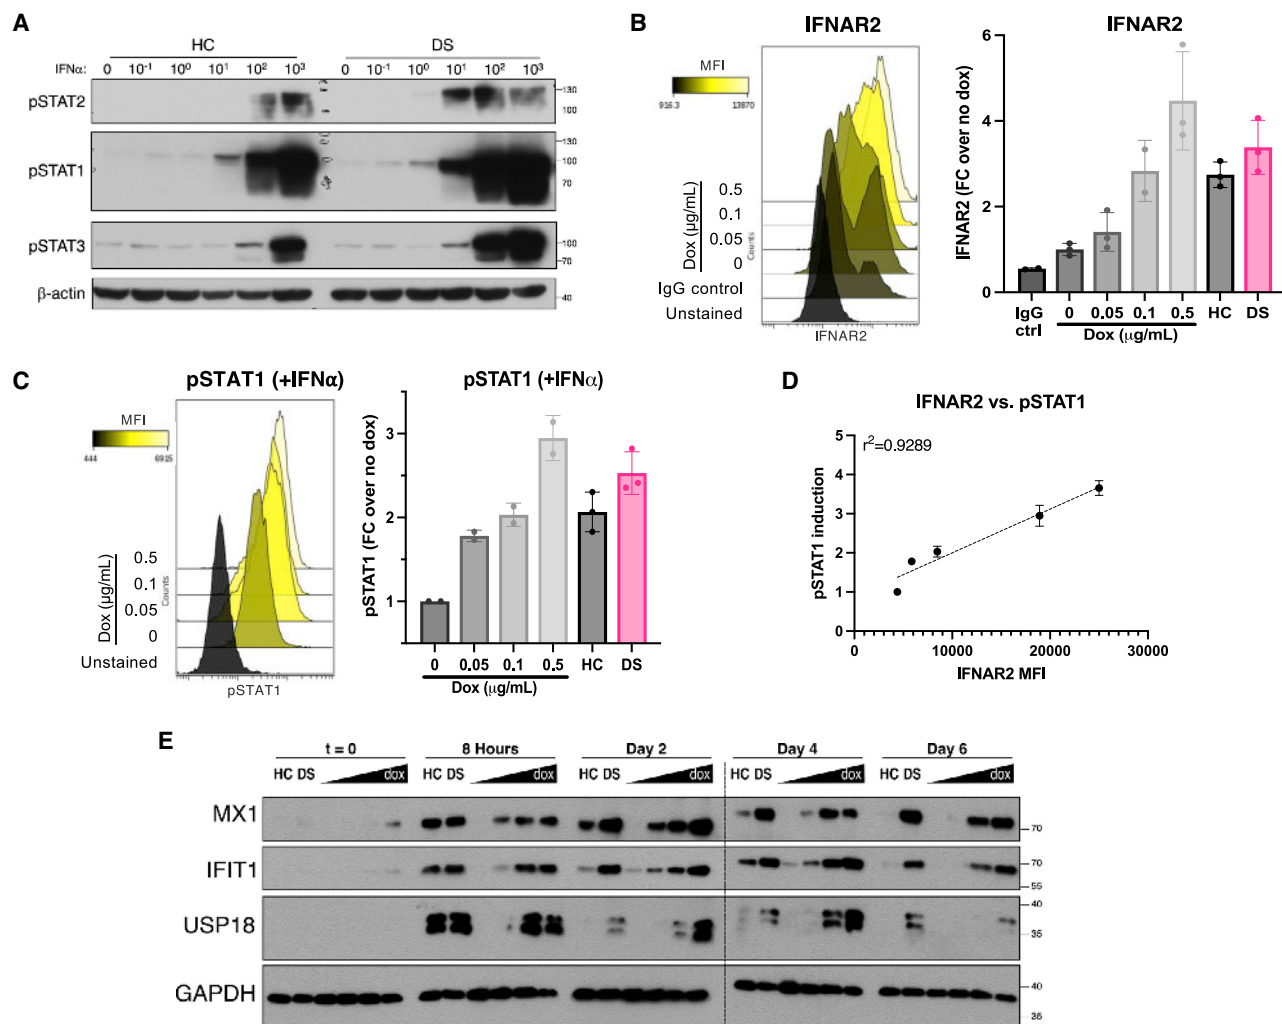 A
HC DS
IFNα: 0 10⁻¹ 10⁰ 10¹ 10² 10³ 0 10⁻¹ 10⁰ 10¹ 10² 10³
pSTAT2
130
100
pSTAT1
130
100
70
pSTAT3
100
70
β-actin
40
B
IFNAR2
MFI
916.3 13870
Dox (μg/mL)
0.5
0.1
0.05
0
IgG control
Unstained
Counts
IFNAR2
IFNAR2
IFNAR2 (FC over no dox)
6
4
2
0
IgG ctrl 0 0.05 0.1 0.5 HC DS
Dox (μg/mL)
C
pSTAT1 (+IFNα)
MFI
444 6925
Dox (μg/mL)
0.5
0.1
0.05
0
Unstained
Counts
pSTAT1
pSTAT1 (+IFNα)
pSTAT1 (FC over no dox)
3
2
1
0 0.05 0.1 0.5 HC DS
Dox (μg/mL)
D
IFNAR2 vs. pSTAT1
r²=0.9289
pSTAT1 induction
5
4
3
2
1
0
0 10000 20000 30000
IFNAR2 MFI
E
t = 0 8 Hours Day 2 Day 4 Day 6
HC DS dox HC DS dox HC DS dox HC DS dox HC DS dox
MX1
70
IFIT1
70
55
USP18
40
35
GAPDH
40
35